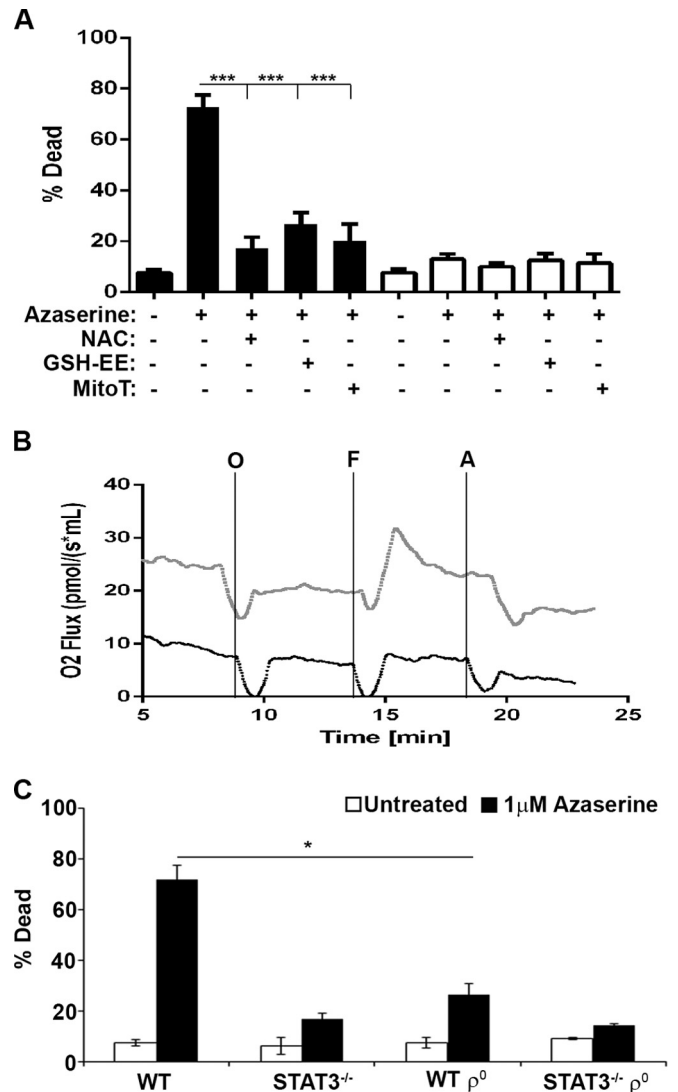 A
100
80
60
40
20
0
% Dead
*** *** ***
Azaserine: - + + + + - + + + +
NAC: - - + - - - - + - -
GSH-EE: - - - + - - - - + -
MitoT: - - - - + - - - - +
B
O F A
40
30
20
10
0
O2 Flux (pmol/(s*mL)
5 10 15 20 25
Time [min]
C
Untreated 1μM Azaserine
100
80
60
40
20
0
% Dead
*
WT STAT3-/- WT ρ0 STAT3-/- ρ0